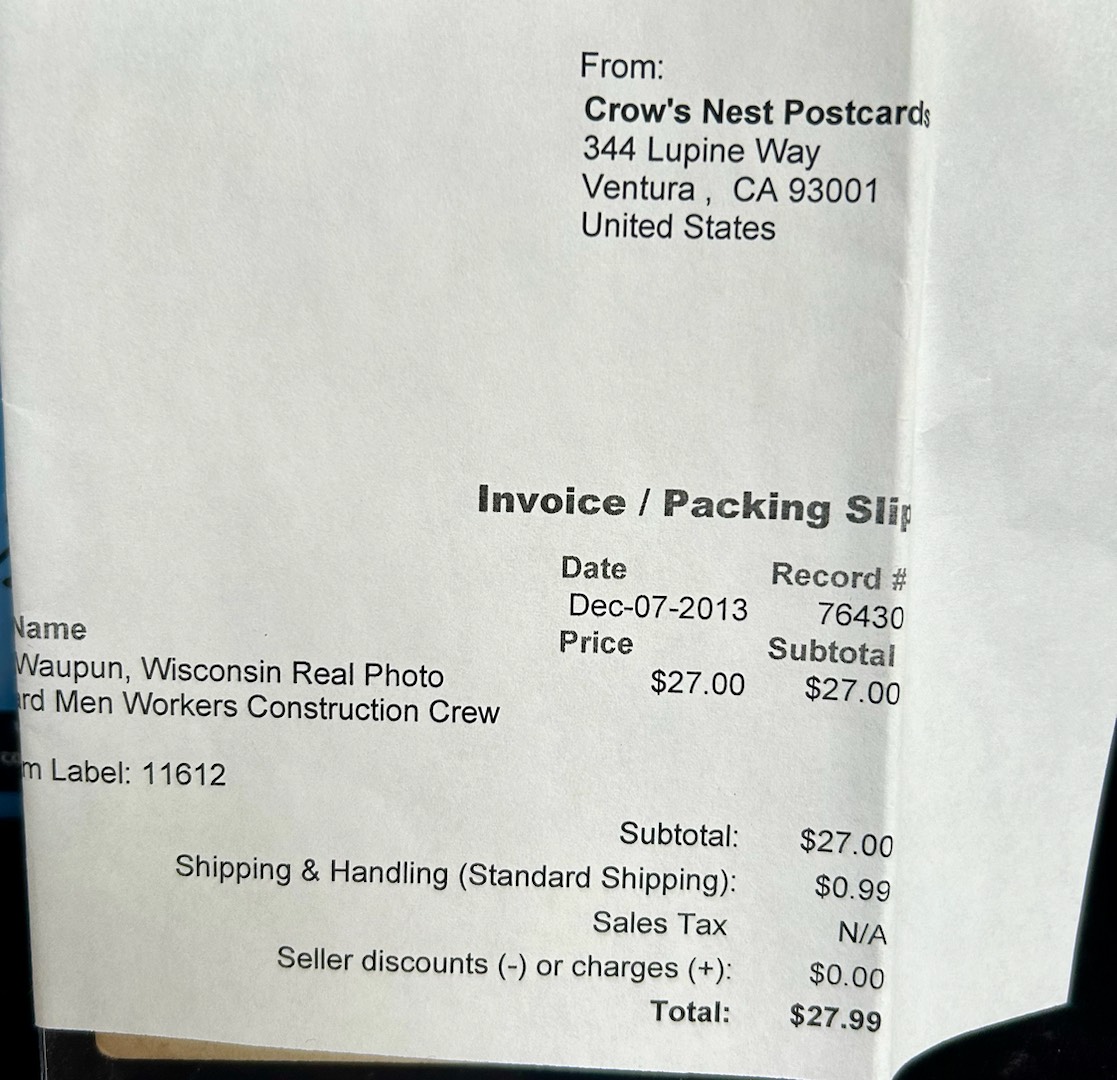 From:
Crow's Nest Postcards
344 Lupine Way
Ventura , CA 93001
United States
Invoice / Packing Slip
Date Record #
Dec-07-2013 76430
Name Price Subtotal
Waupun, Wisconsin Real Photo $27.00 $27.00
Men Workers Construction Crew
Label: 11612
Subtotal: $27.00
Shipping & Handling (Standard Shipping): $0.99
Sales Tax N/A
Seller discounts (-) or charges (+): $0.00
Total: $27.99